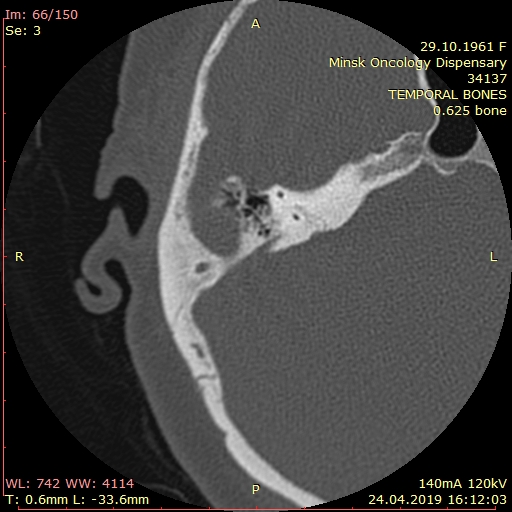 Im: 66/150
Se: 3
A
29.10.1961 F
Minsk Oncology Dispensary
34137
TEMPORAL BONES
0.625 bone
R
L
WL: 742 WW: 4114
T: 0.6mm L: -33.6mm
P
140mA 120kV
24.04.2019 16:12:03